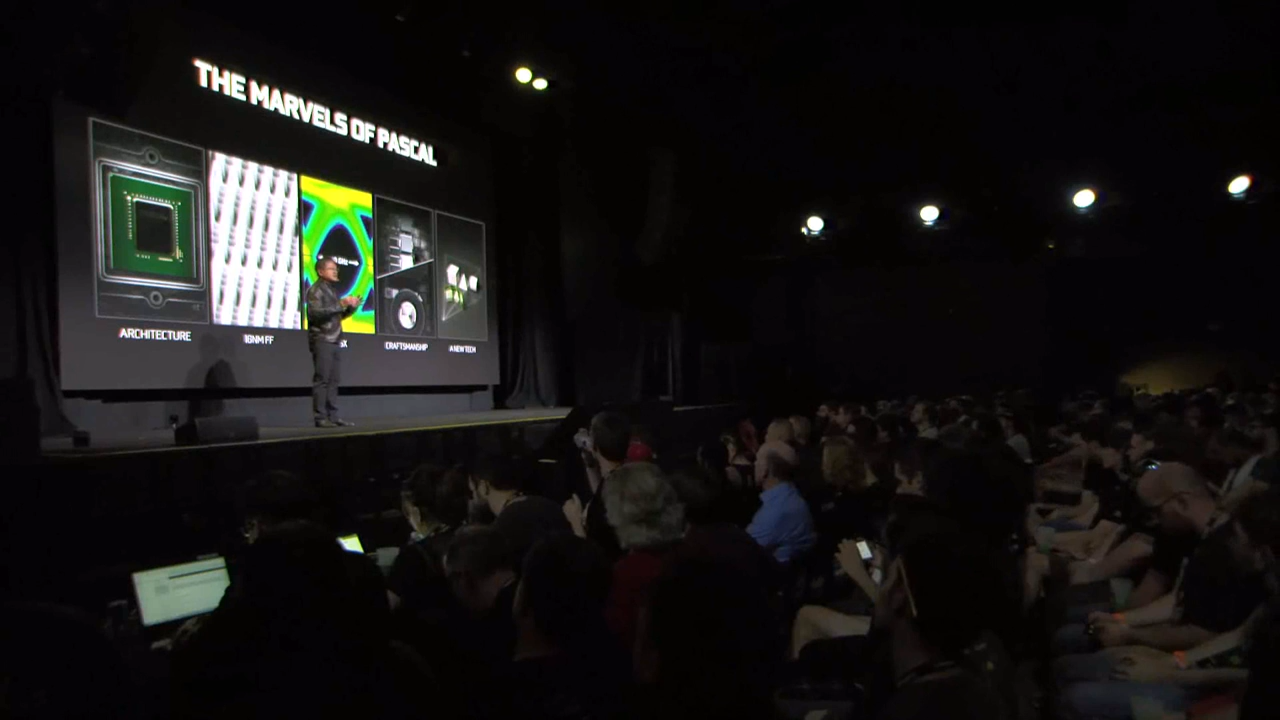 THE MARVELS OF PASCAL
ARCHITECTURE
16NM FF
CRAFTSMANSHIP
A NEW TECH